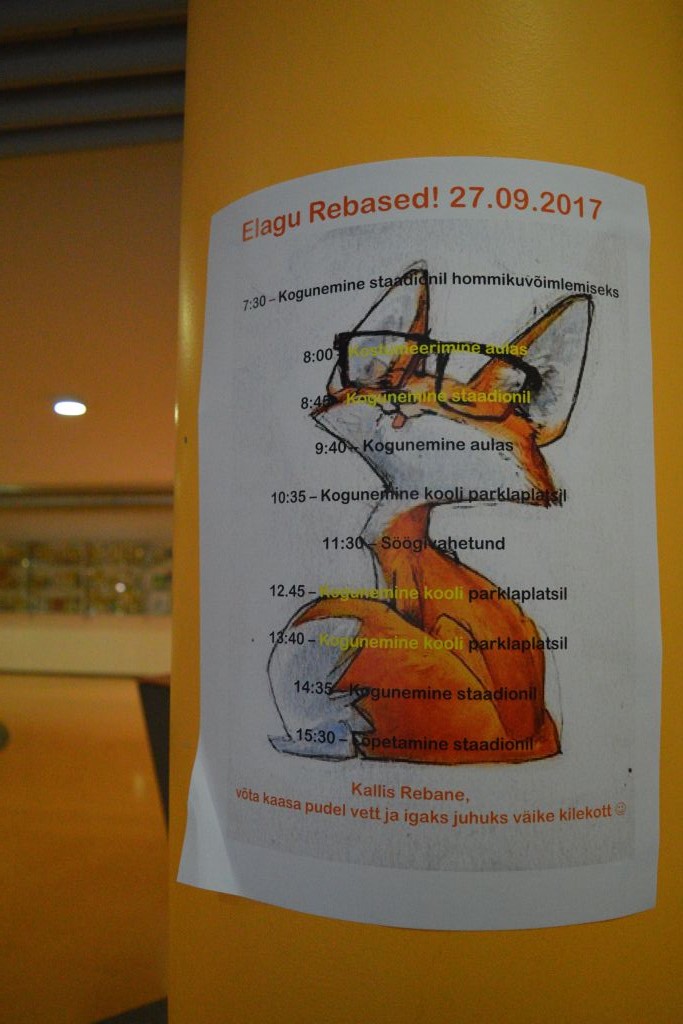 Elagu Rebased! 27.09.2017
7:30 – Kogunemine staadionil hommikuvõimlemiseks
8:00 – Kostümeerimine aulas
8:45 – Kogunemine staadionil
9:40 – Kogunemine aulas
10:35 – Kogunemine kooli parklaplatsil
11:30 – Söögivahetund
12.45 – Kogunemine kooli parklaplatsil
13:40 – Kogunemine kooli parklaplatsil
14:35 – Kogunemine staadionil
15:30 – Lõpetamine staadionil
Kallis Rebane,
võta kaasa pudel vett ja igaks juhuks väike kilekott ☺